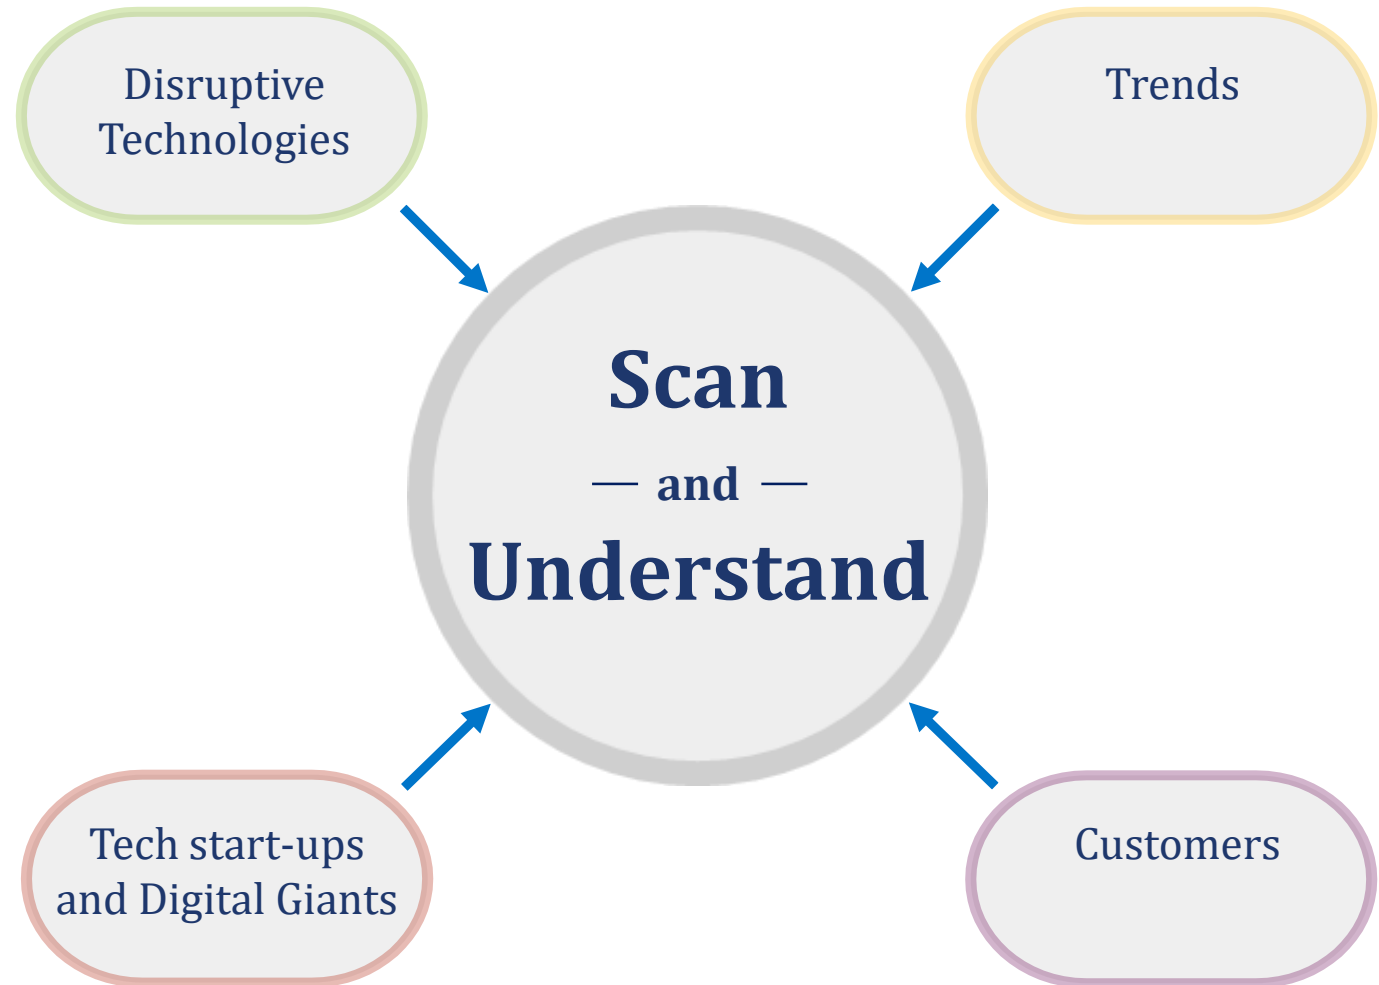 Disruptive
Technologies
Trends
Scan
and
Understand
Tech start-ups
and Digital Giants
Customers